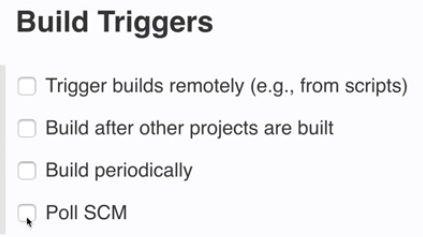 Build Triggers
Trigger builds remotely (e.g., from scripts)
Build after other projects are built
Build periodically
Poll SCM